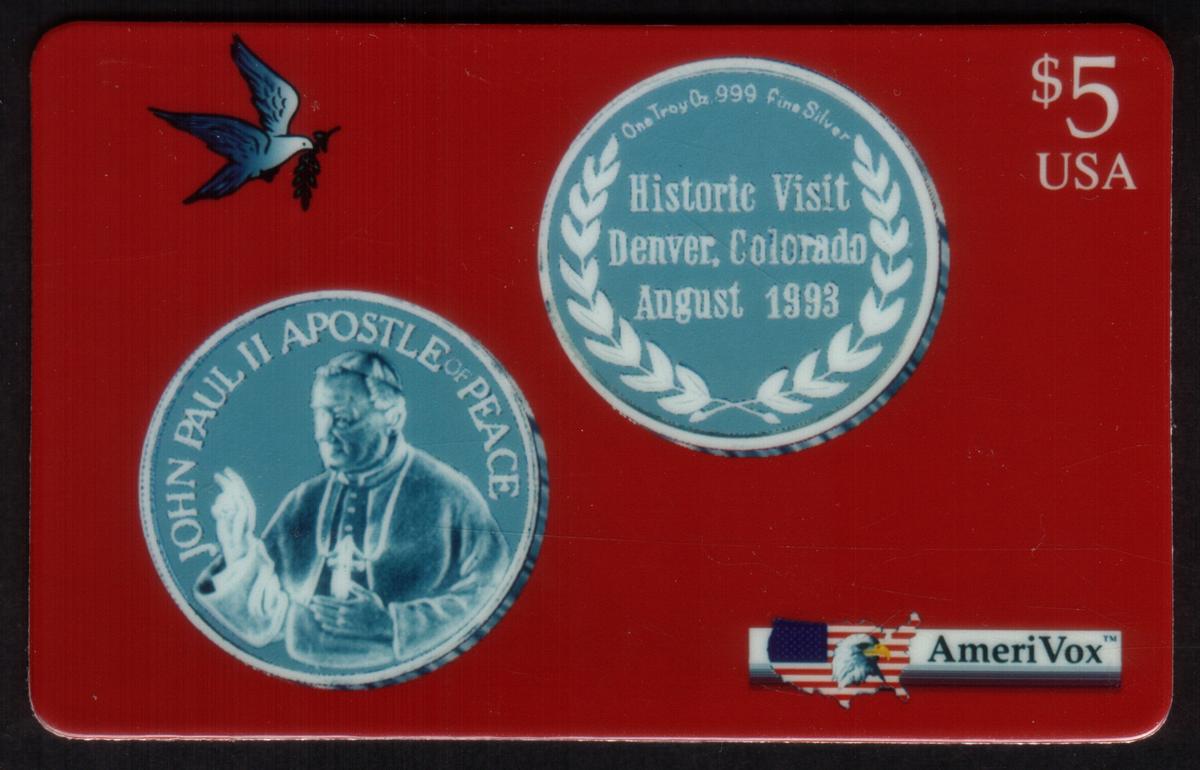 $5
USA
One Troy Oz .999 Fine Silver
Historic Visit
Denver, Colorado
August 1993
JOHN PAUL II APOSTLE OF PEACE
AmeriVox™